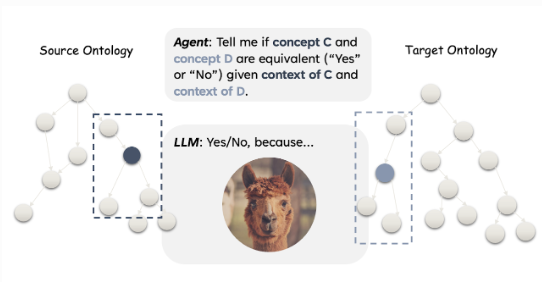 Source Ontology
Agent: Tell me if concept C and
concept D are equivalent (“Yes”
or “No”) given context of C and
context of D.
Target Ontology
LLM: Yes/No, because...